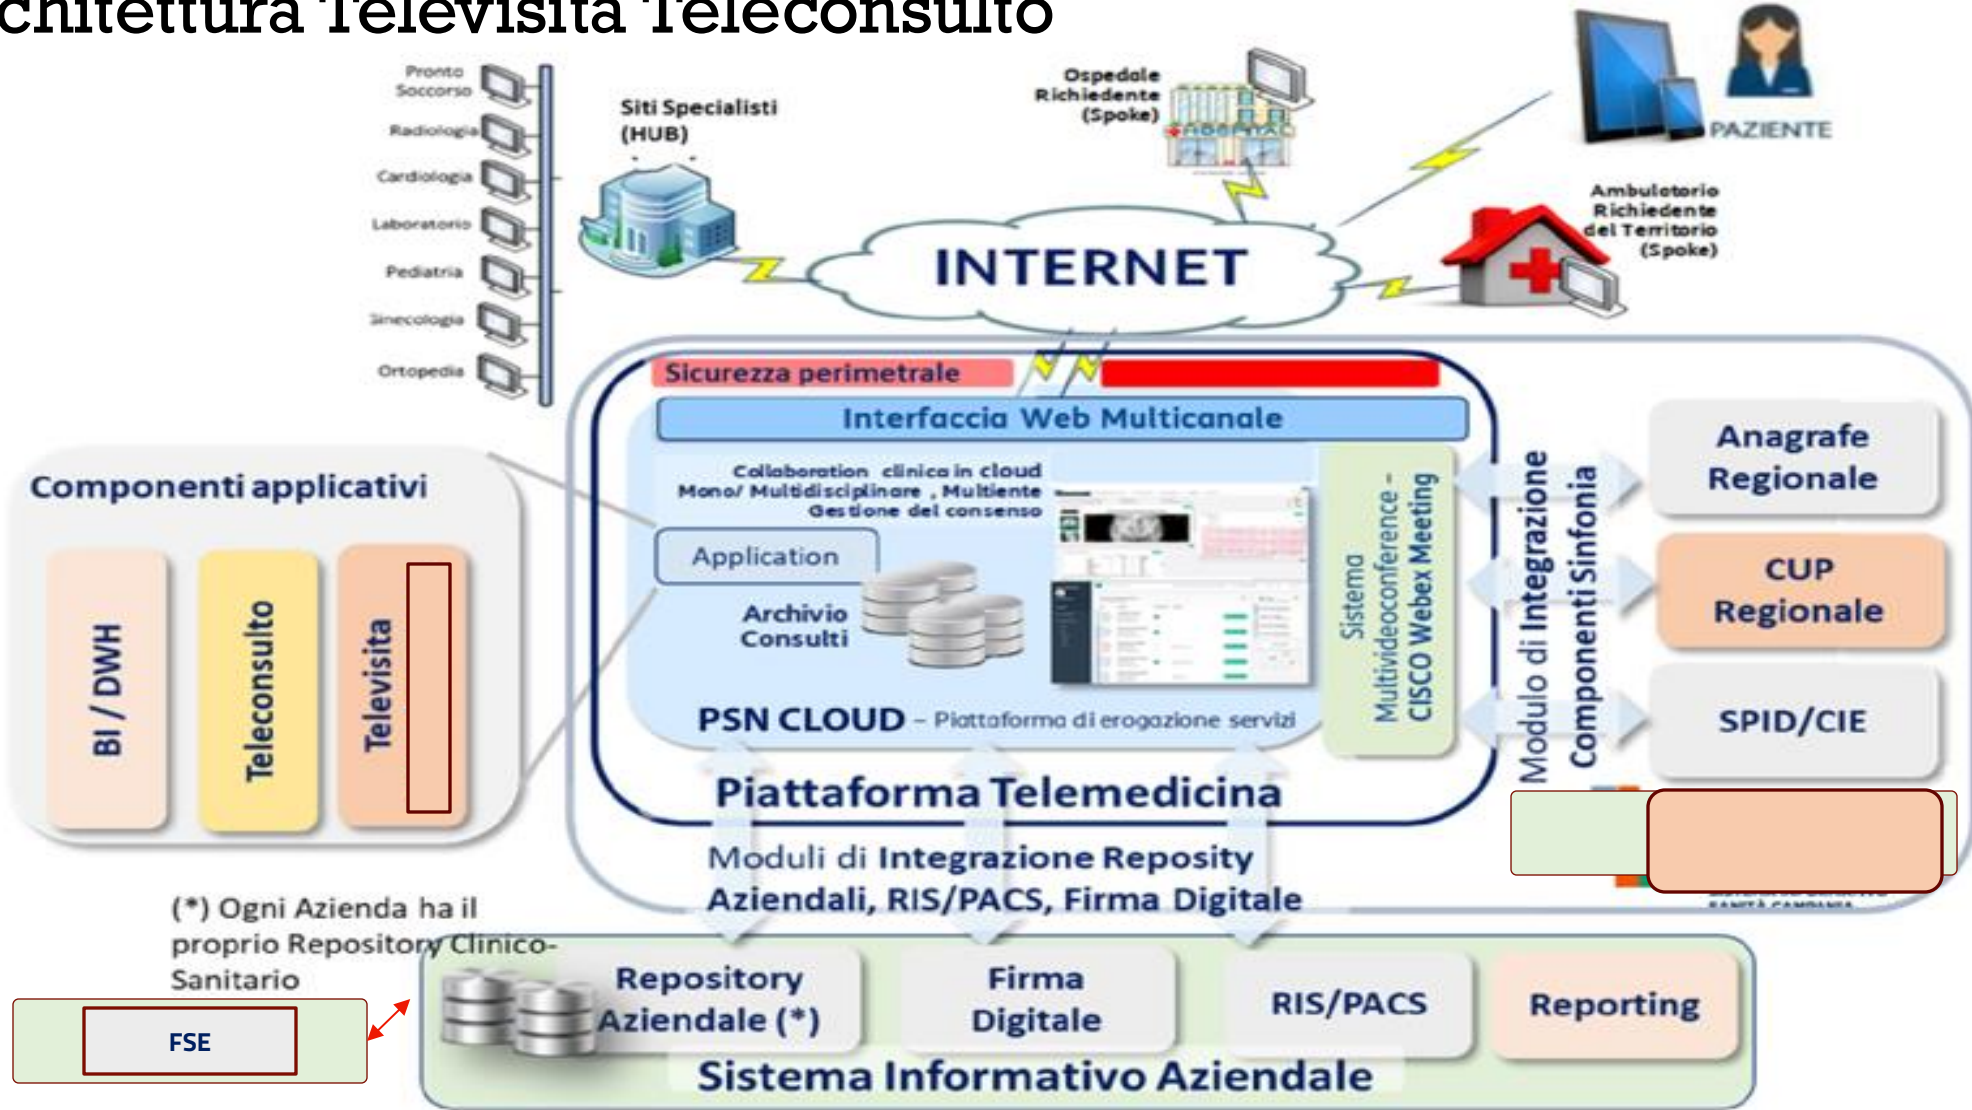 chitettura Televisita Teleconsulto
Pronto
Soccorso
Radiologia
Cardiologia
Laboratorio
Pediatria
Ginecologia
Ortopedia
Siti Specialisti
(HUB)
Ospedale
Richiedente
(Spoke)
HOSPITAL
PAZIENTE
Ambulatorio
Richiedente
del Territorio
(Spoke)
INTERNET
Sicurezza perimetrale
Interfaccia Web Multicanale
Collaboration clinica in cloud
Mono/ Multidisciplinare , Multiente
Gestione del consenso
Application
Archivio
Consulti
PSN CLOUD – Piattaforma di erogazione servizi
Sistema
Multivideoconference –
CISCO Webex Meeting
Piattaforma Telemedicina
Modulo di Integrazione
Componenti Sinfonia
Anagrafe
Regionale
CUP
Regionale
SPID/CIE
SANITÀ CAMPANIA
Componenti applicativi
BI / DWH
Teleconsulto
Televisita
Moduli di Integrazione Reposity
Aziendali, RIS/PACS, Firma Digitale
(*) Ogni Azienda ha il
proprio Repository Clinico-
Sanitario
FSE
Repository
Aziendale (*)
Firma
Digitale
RIS/PACS
Reporting
Sistema Informativo Aziendale